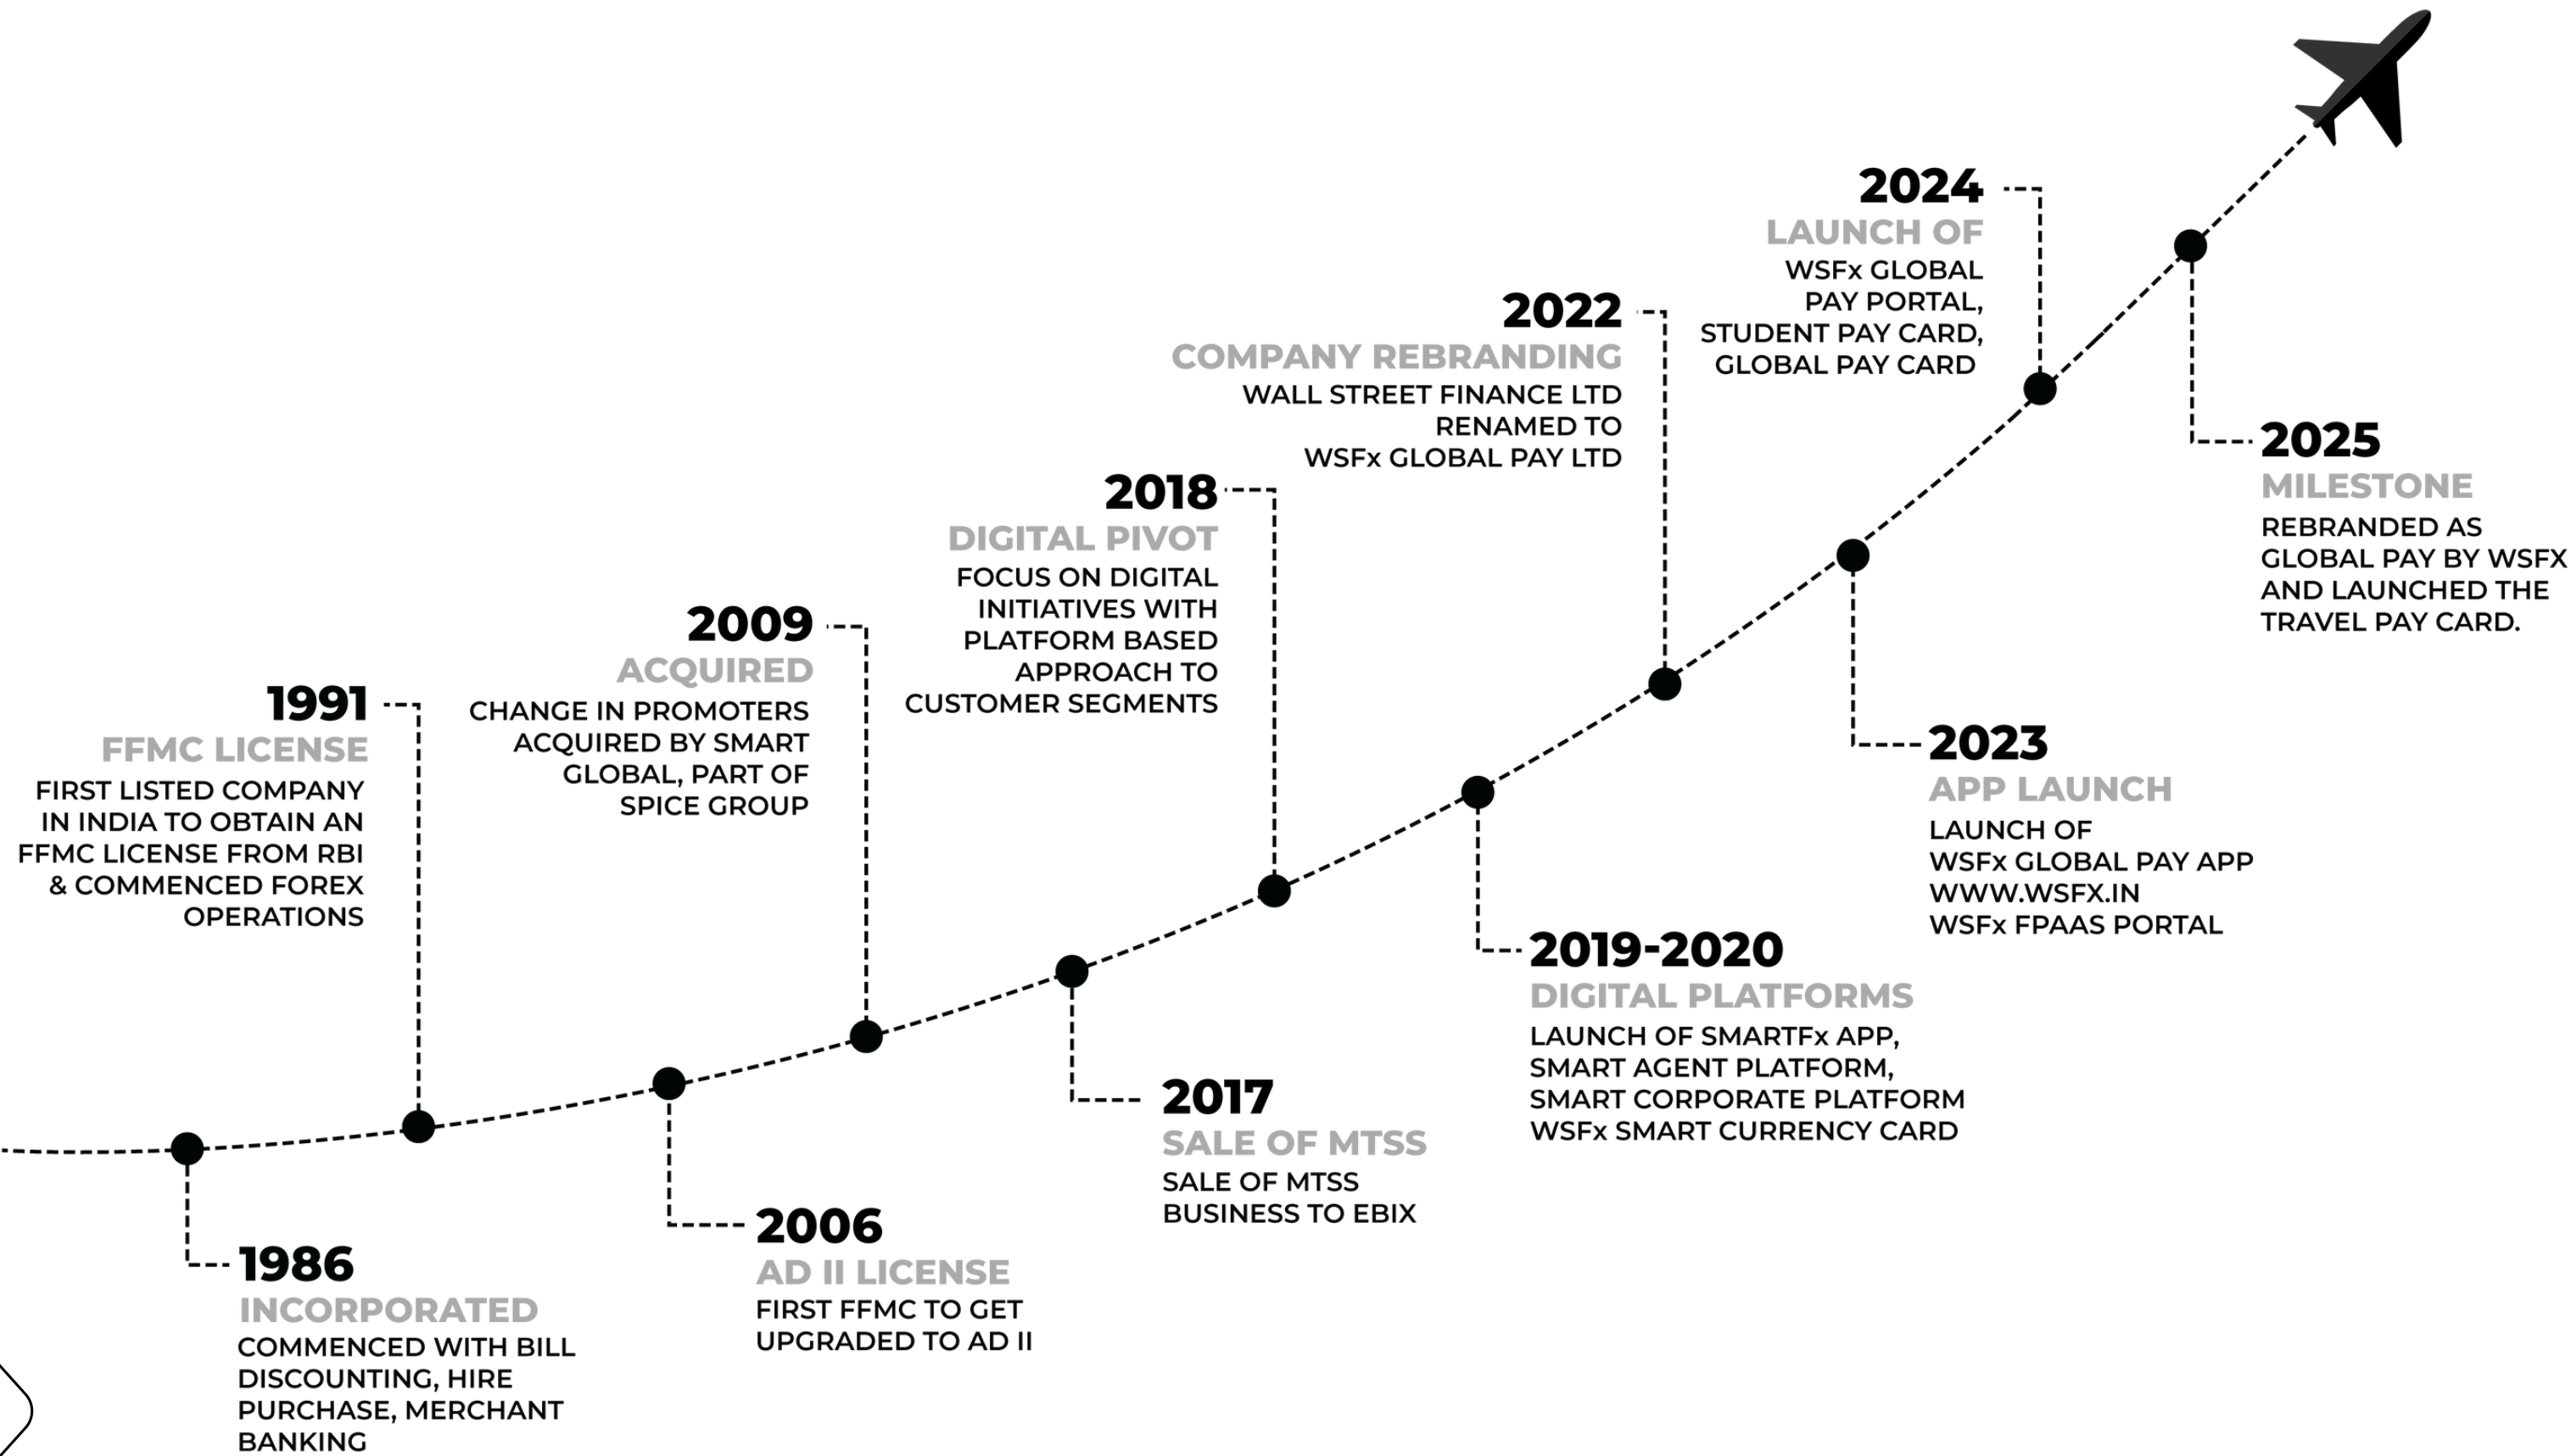 1986
INCORPORATED
COMMENCED WITH BILL
DISCOUNTING, HIRE
PURCHASE, MERCHANT
BANKING
1991
FFMC LICENSE
FIRST LISTED COMPANY
IN INDIA TO OBTAIN AN
FFMC LICENSE FROM RBI
& COMMENCED FOREX
OPERATIONS
2006
AD II LICENSE
FIRST FFMC TO GET
UPGRADED TO AD II
2009
ACQUIRED
CHANGE IN PROMOTERS
ACQUIRED BY SMART
GLOBAL, PART OF
SPICE GROUP
2017
SALE OF MTSS
SALE OF MTSS
BUSINESS TO EBIX
2018
DIGITAL PIVOT
FOCUS ON DIGITAL
INITIATIVES WITH
PLATFORM BASED
APPROACH TO
CUSTOMER SEGMENTS
2019-2020
DIGITAL PLATFORMS
LAUNCH OF SMARTFx APP,
SMART AGENT PLATFORM,
SMART CORPORATE PLATFORM
WSFx SMART CURRENCY CARD
2022
COMPANY REBRANDING
WALL STREET FINANCE LTD
RENAMED TO
WSFx GLOBAL PAY LTD
2023
APP LAUNCH
LAUNCH OF
WSFx GLOBAL PAY APP
WWW.WSFX.IN
WSFx FPAAS PORTAL
2024
LAUNCH OF
WSFx GLOBAL
PAY PORTAL,
STUDENT PAY CARD,
GLOBAL PAY CARD
2025
MILESTONE
REBRANDED AS
GLOBAL PAY BY WSFX
AND LAUNCHED THE
TRAVEL PAY CARD.